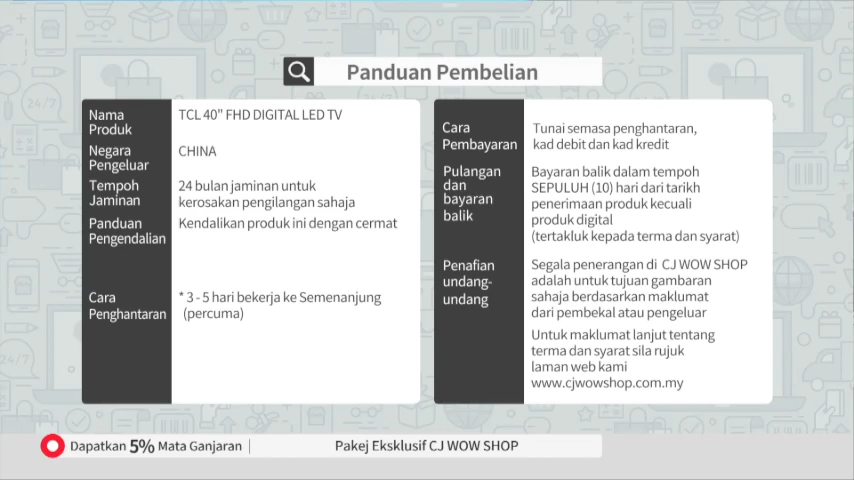 Panduan Pembelian
Nama
Produk
TCL 40" FHD DIGITAL LED TV
Negara
Pengeluar
CHINA
Tempoh
Jaminan
24 bulan jaminan untuk
kerosakan pengilangan sahaja
Panduan
Pengendalian
Kendalikan produk ini dengan cermat
Cara
Penghantaran
* 3 - 5 hari bekerja ke Semenanjung
(percuma)
Cara
Pembayaran
Tunai semasa penghantaran,
kad debit dan kad kredit
Pulangan
dan
bayaran
balik
Bayaran balik dalam tempoh
SEPULUH (10) hari dari tarikh
penerimaan produk kecuali
produk digital
(tertakluk kepada terma dan syarat)
Penafian
undang-
undang
Segala penerangan di CJ WOW SHOP
adalah untuk tujuan gambaran
sahaja berdasarkan maklumat
dari pembekal atau pengeluar
Untuk maklumat lanjut tentang
terma dan syarat sila rujuk
laman web kami
www.cjwowshop.com.my
Dapatkan 5% Mata Ganjaran |
Pakej Eksklusif CJ WOW SHOP
24/7
24/7